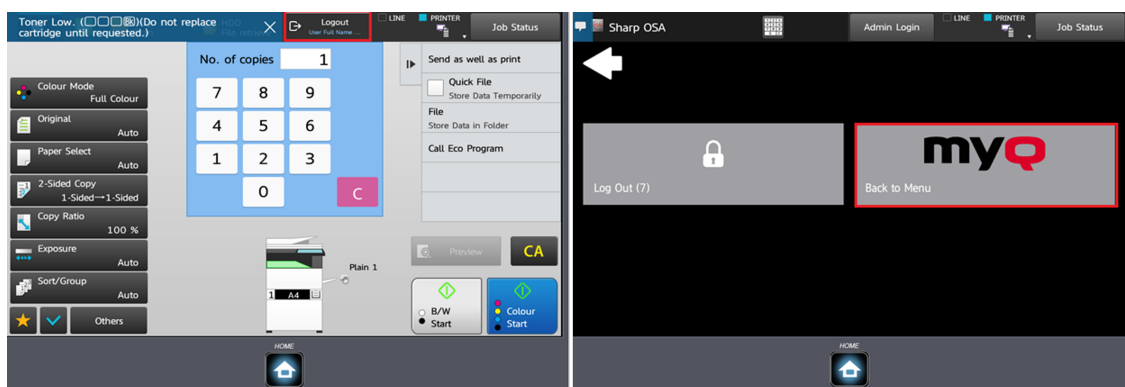 Toner Low. (□□□Bk)(Do not replace
cartridge until requested.)
HDD
File retrieve
Logout
User Full Name ...
LINE
PRINTER
Job Status
No. of copies 1
7 8 9
4 5 6
1 2 3
0 C
Colour Mode
Full Colour
Original
Auto
Paper Select
Auto
2-Sided Copy
1-Sided→1-Sided
Copy Ratio
100 %
Exposure
Auto
Sort/Group
Auto
Others
Plain 1
1 A4
Send as well as print
Quick File
Store Data Temporarily
File
Store Data in Folder
Call Eco Program
Preview
CA
B/W
Start
Colour
Start
HOME
Sharp OSA
Admin Login
LINE
PRINTER
Job Status
Log Out (7)
myQ
Back to Menu
HOME